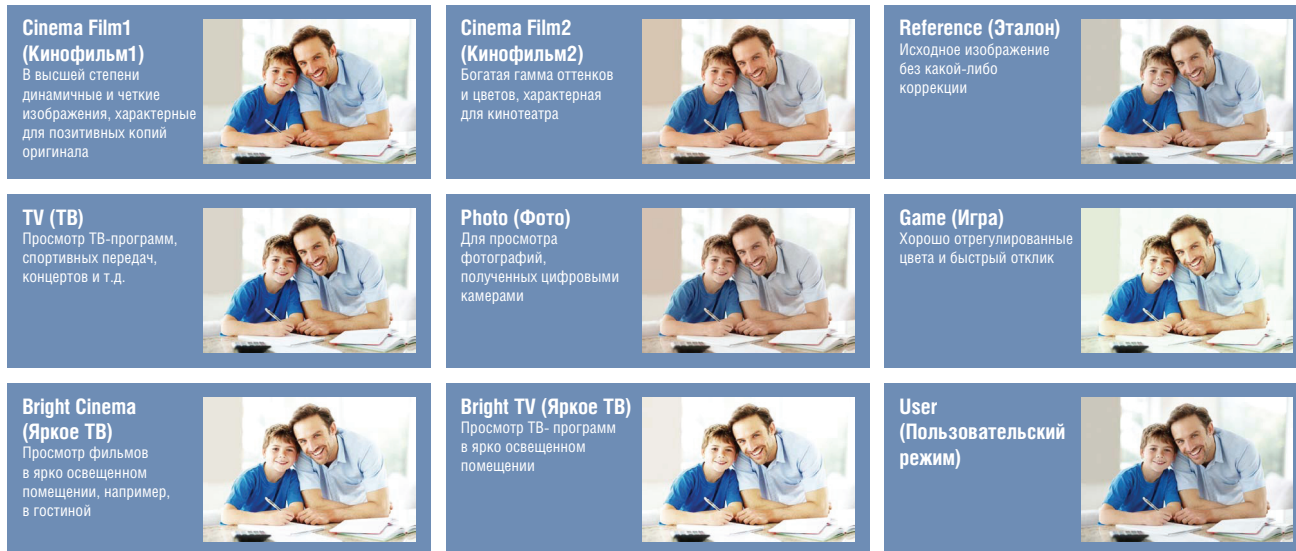 Cinema Film1
(Кинофильм1)
В высшей степени
динамичные и четкие
изображения, характерные
для позитивных копий
оригинала
Cinema Film2
(Кинофильм2)
Богатая гамма оттенков
и цветов, характерная
для кинотеатра
Reference (Эталон)
Исходное изображение
без какой-либо
коррекции
TV (ТВ)
Просмотр ТВ-программ,
спортивных передач,
концертов и т.д.
Photo (Фото)
Для просмотра
фотографий,
полученных цифровыми
камерами
Game (Игра)
Хорошо отрегулированные
цвета и быстрый отклик
Bright Cinema
(Яркое ТВ)
Просмотр фильмов
в ярко освещенном
помещении, например,
в гостиной
Bright TV (Яркое ТВ)
Просмотр ТВ- программ
в ярко освещенном
помещении
User
(Пользовательский
режим)